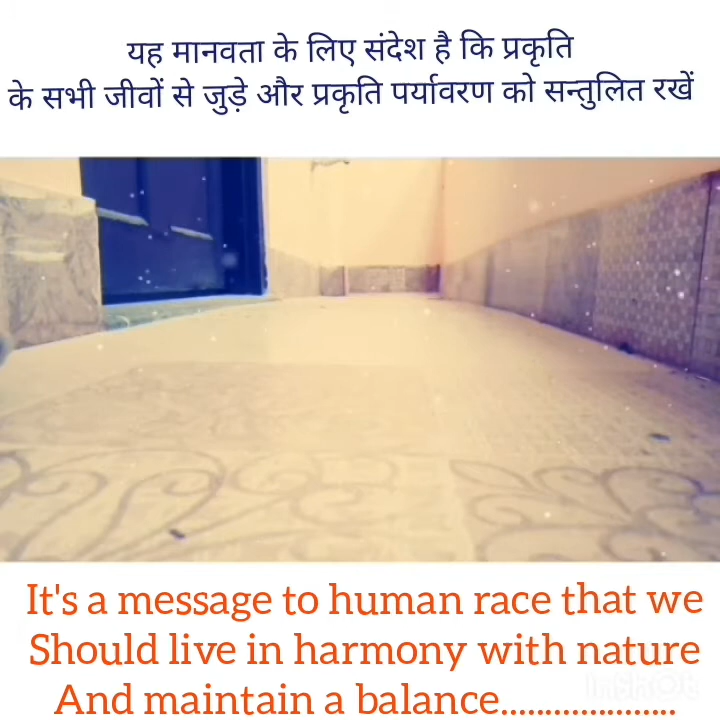 यह मानवता के लिए संदेश है कि प्रकृति
के सभी जीवों से जुड़े और प्रकृति पर्यावरण को सन्तुलित रखें
It's a message to human race that we
Should live in harmony with nature
And maintain a balance....................